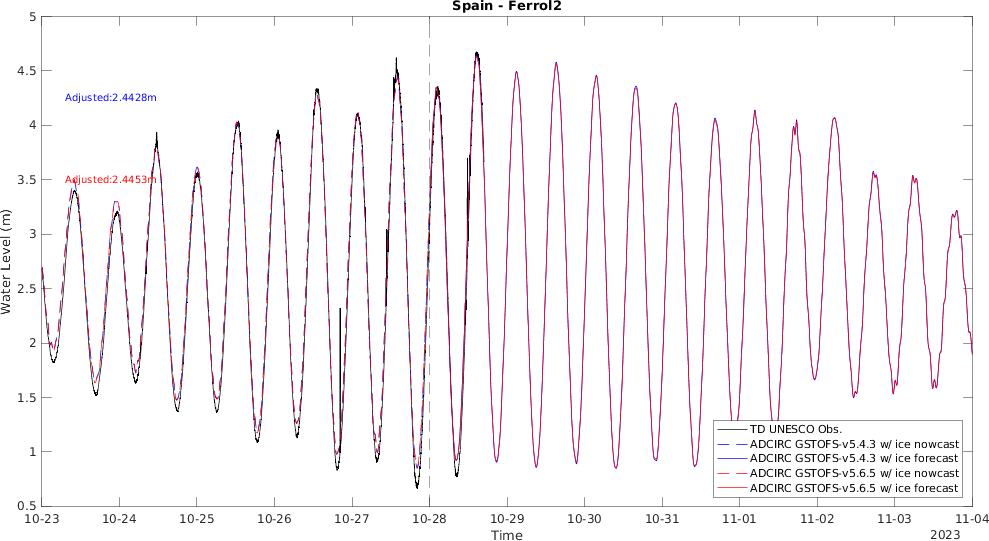 Spain - Ferrol2
5
4.5
4
3.5
3
2.5
2
1.5
1
0.5
Water Level (m)
Adjusted:2.4428m
Adjusted:2.4453m
TD UNESCO Obs.
ADCIRC GSTOFS-v5.4.3 w/ ice nowcast
ADCIRC GSTOFS-v5.4.3 w/ ice forecast
ADCIRC GSTOFS-v5.6.5 w/ ice nowcast
ADCIRC GSTOFS-v5.6.5 w/ ice forecast
10-23 10-24 10-25 10-26 10-27 10-28 10-29 10-30 10-31 11-01 11-02 11-03 11-04
Time
2023